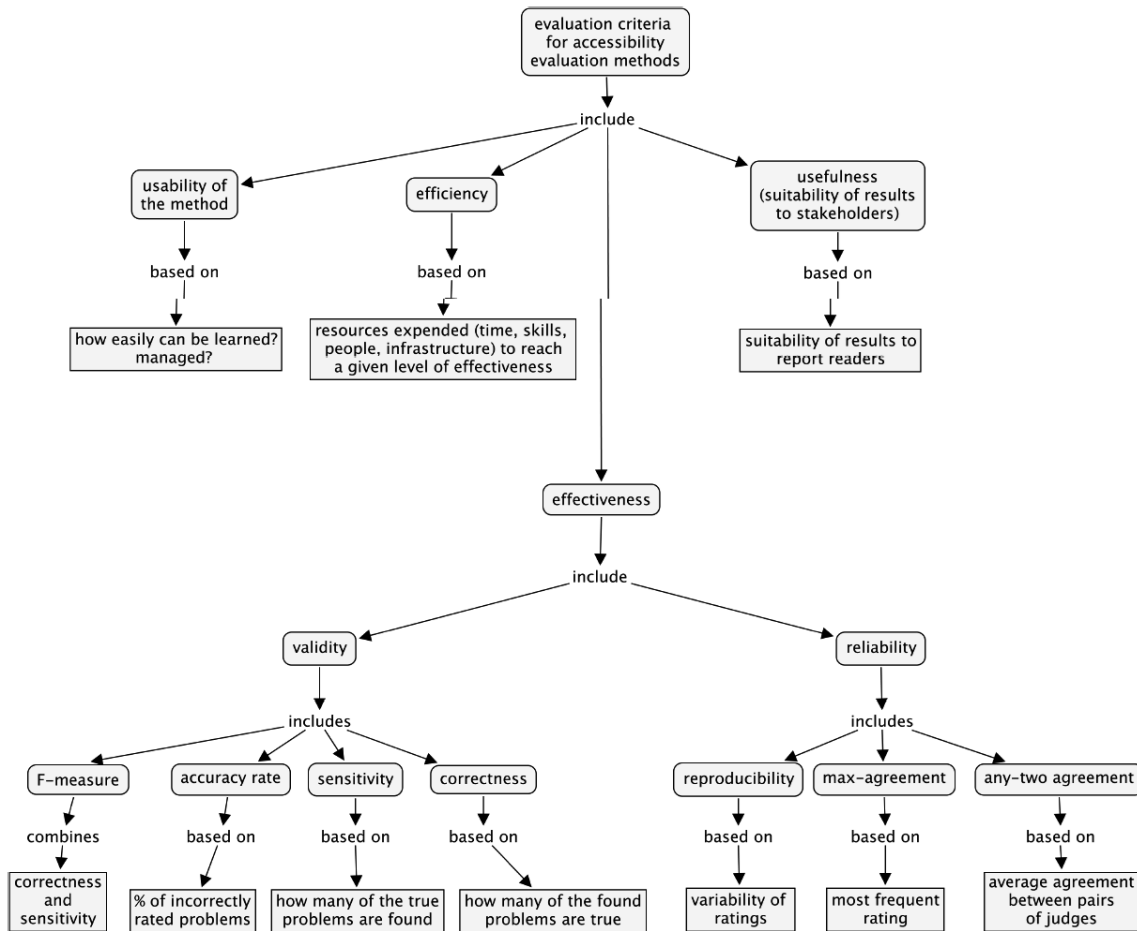 evaluation criteria
for accessibility
evaluation methods
include
usability of
the method
efficiency
usefulness
(suitability of results
to stakeholders)
based on
based on
based on
how easily can be learned?
managed?
resources expended (time, skills,
people, infrastructure) to reach
a given level of effectiveness
suitability of results to
report readers
effectiveness
include
validity
reliability
includes
includes
F-measure
accuracy rate
sensitivity
correctness
reproducibility
max-agreement
any-two agreement
combines
based on
based on
based on
based on
based on
based on
correctness
and
sensitivity
% of incorrectly
rated problems
how many of the true
problems are found
how many of the found
problems are true
variability of
ratings
most frequent
rating
average agreement
between pairs
of judges